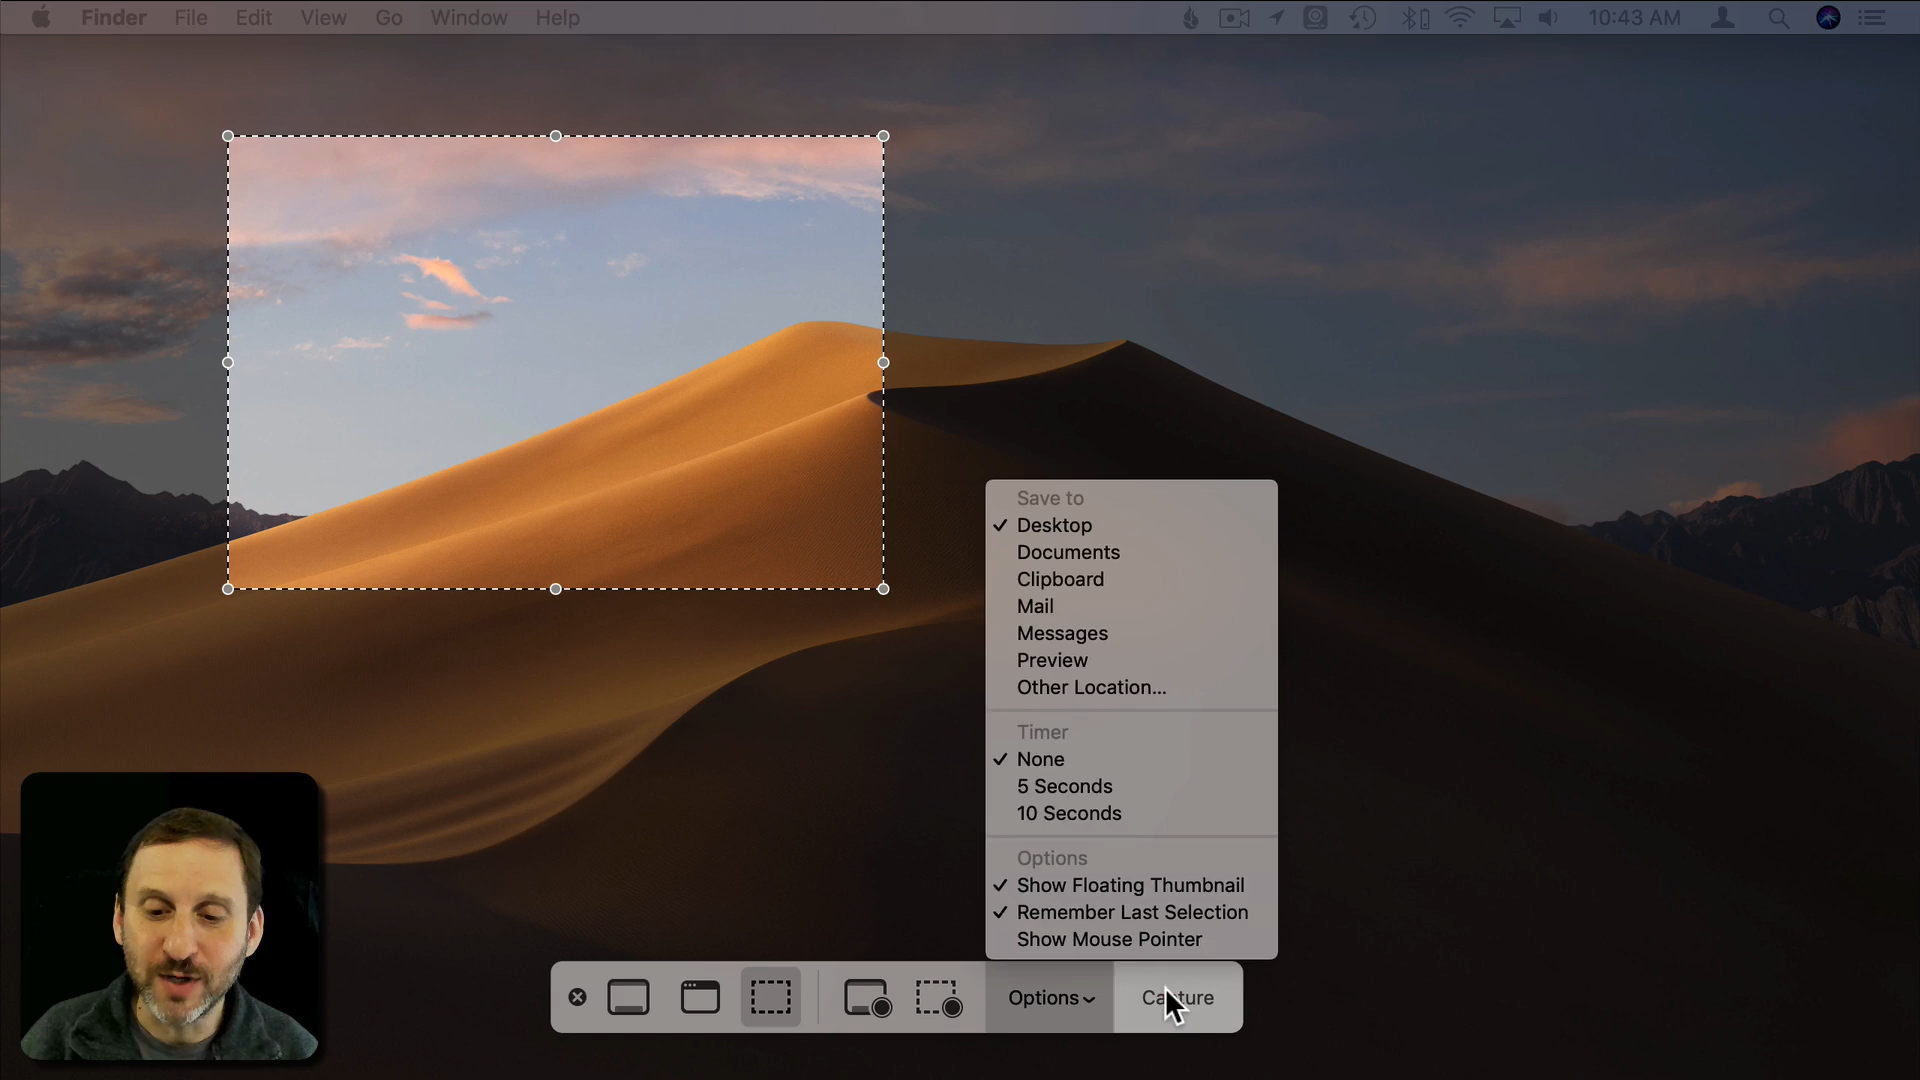 Finder File Edit View Go Window Help 10:43 AM
Save to
✓ Desktop
Documents
Clipboard
Mail
Messages
Preview
Other Location...
Timer
✓ None
5 Seconds
10 Seconds
Options
✓ Show Floating Thumbnail
✓ Remember Last Selection
Show Mouse Pointer
Options Capture